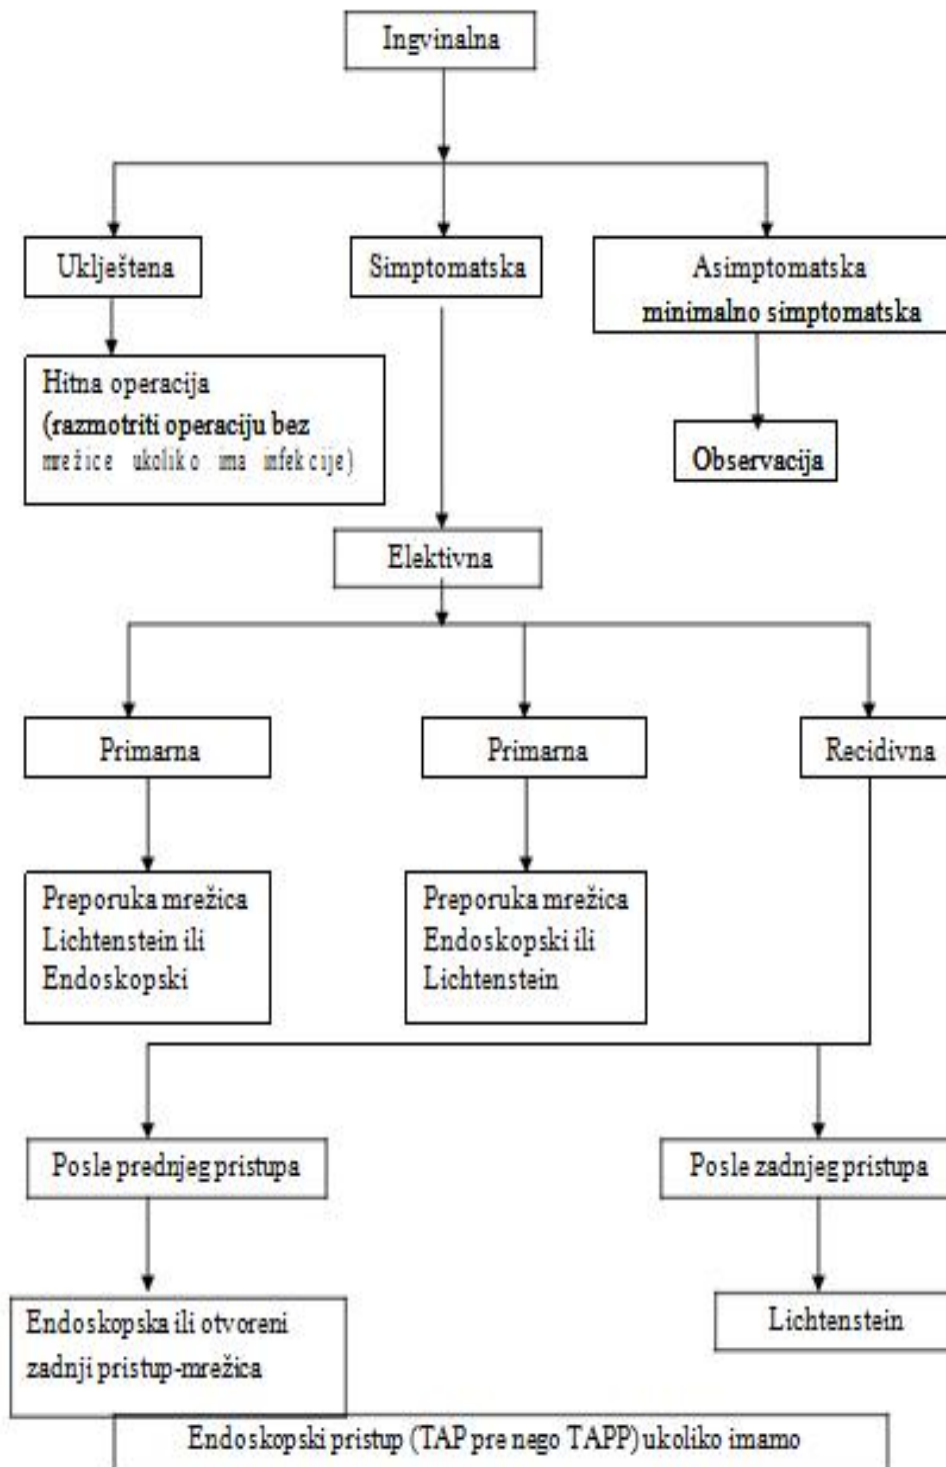 Ingvinalna
Uklještena
Simptomatska
Asimptomatska
minimalno simptomatska
Hitna operacija
(razmotriti operaciju bez
mrežice ukoliko ima infekcije)
Observacija
Elektivna
Primarna
Primarna
Recidivna
Preporuka mrežica
Lichtenstein ili
Endoskopski
Preporuka mrežica
Endoskopski ili
Lichtenstein
Posle prednjeg pristupa
Posle zadnjeg pristupa
Endoskopska ili otvoreni
zadnji pristup-mrežica
Lichtenstein
Endoskopski pristup (TAP pre nego TAPP) ukoliko imamo